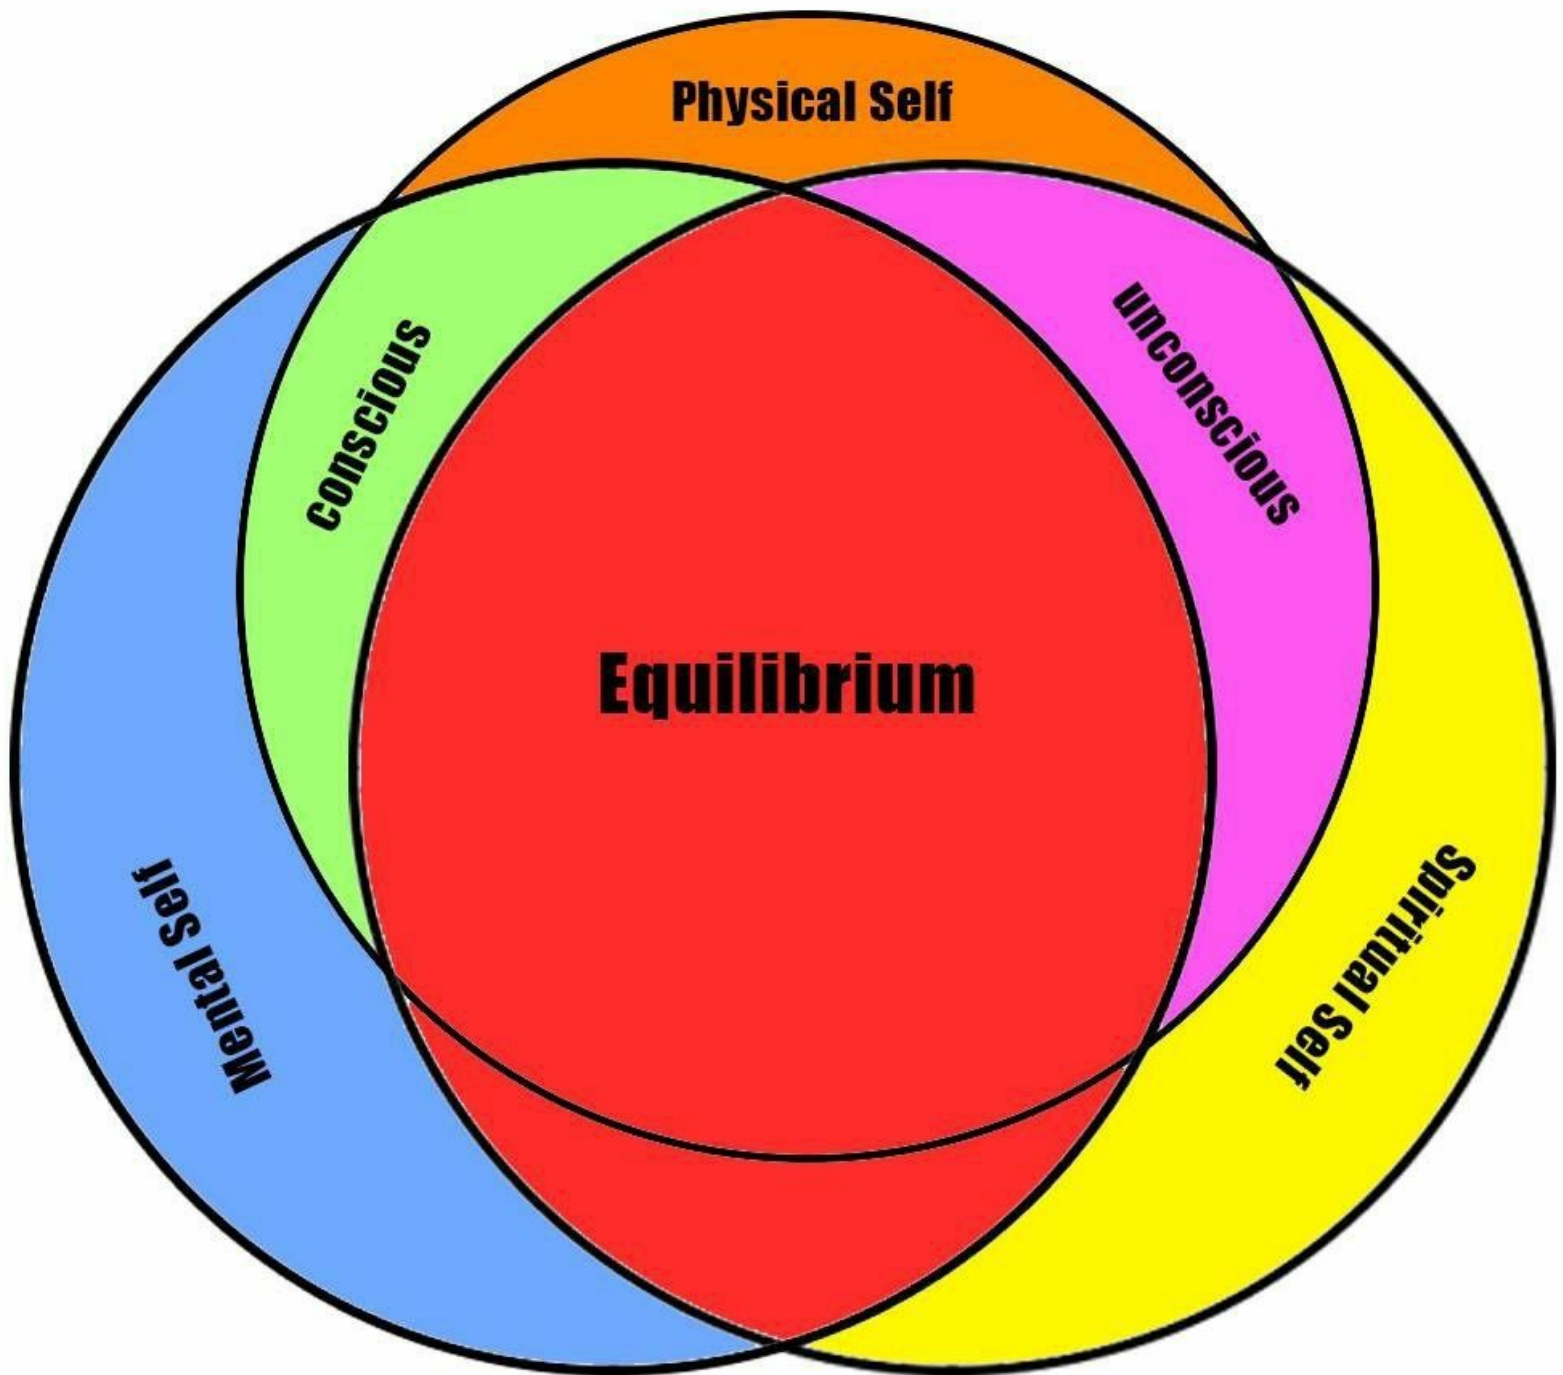 Physical Self
conscious
unconscious
Equilibrium
Mental Self
Spiritual Self